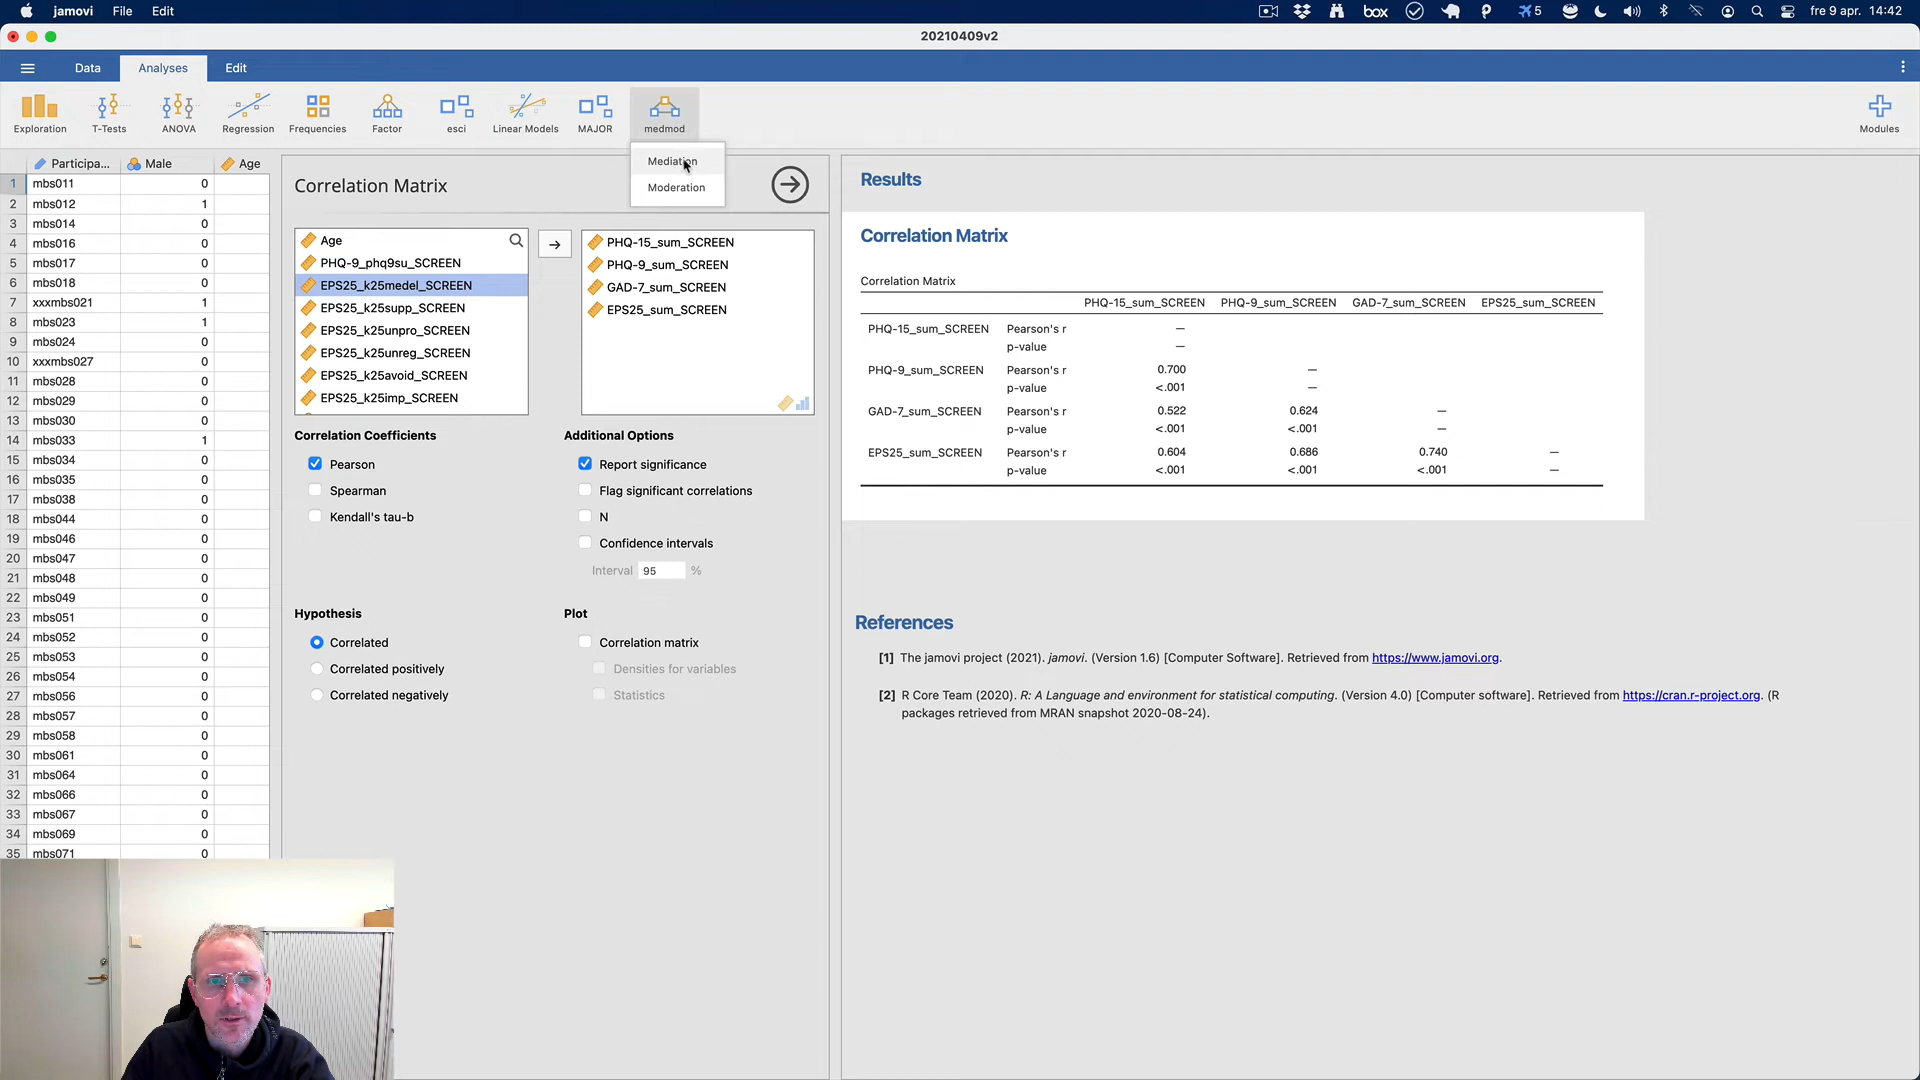 jamovi File Edit box 5 fre 9 apr. 14:42
20210409v2
Data Analyses Edit
Exploration T-Tests ANOVA Regression Frequencies Factor esci Linear Models MAJOR medmod Modules
Mediation
Moderation
Participa... Male Age
1 mbs011 0
2 mbs012 1
3 mbs014 0
4 mbs016 0
5 mbs017 0
6 mbs018 0
7 xxxmbs021 1
8 mbs023 1
9 mbs024 0
10 xxxmbs027 0
11 mbs028 0
12 mbs029 0
13 mbs030 0
14 mbs033 1
15 mbs034 0
16 mbs035 0
17 mbs038 0
18 mbs044 0
19 mbs046 0
20 mbs047 0
21 mbs048 0
22 mbs049 0
23 mbs051 0
24 mbs052 0
25 mbs053 0
26 mbs054 0
27 mbs056 0
28 mbs057 0
29 mbs058 0
30 mbs061 0
31 mbs064 0
32 mbs066 0
33 mbs067 0
34 mbs069 0
35 mbs071 0
Correlation Matrix
Age
PHQ-9_phq9su_SCREEN
EPS25_k25medel_SCREEN
EPS25_k25supp_SCREEN
EPS25_k25unpro_SCREEN
EPS25_k25unreg_SCREEN
EPS25_k25avoid_SCREEN
EPS25_k25imp_SCREEN
PHQ-15_sum_SCREEN
PHQ-9_sum_SCREEN
GAD-7_sum_SCREEN
EPS25_sum_SCREEN
Correlation Coefficients
Pearson
Spearman
Kendall's tau-b
Additional Options
Report significance
Flag significant correlations
N
Confidence intervals
Interval 95 %
Hypothesis
Correlated
Correlated positively
Correlated negatively
Plot
Correlation matrix
Densities for variables
Statistics
Results
Correlation Matrix
Correlation Matrix
PHQ-15_sum_SCREEN PHQ-9_sum_SCREEN GAD-7_sum_SCREEN EPS25_sum_SCREEN
PHQ-15_sum_SCREEN Pearson's r —
p-value —
PHQ-9_sum_SCREEN Pearson's r 0.700 —
p-value <.001 —
GAD-7_sum_SCREEN Pearson's r 0.522 0.624 —
p-value <.001 <.001 —
EPS25_sum_SCREEN Pearson's r 0.604 0.686 0.740 —
p-value <.001 <.001 <.001 —
References
[1] The jamovi project (2021). jamovi. (Version 1.6) [Computer Software]. Retrieved from https://www.jamovi.org.
[2] R Core Team (2020). R: A Language and environment for statistical computing. (Version 4.0) [Computer software]. Retrieved from https://cran.r-project.org. (R
packages retrieved from MRAN snapshot 2020-08-24).